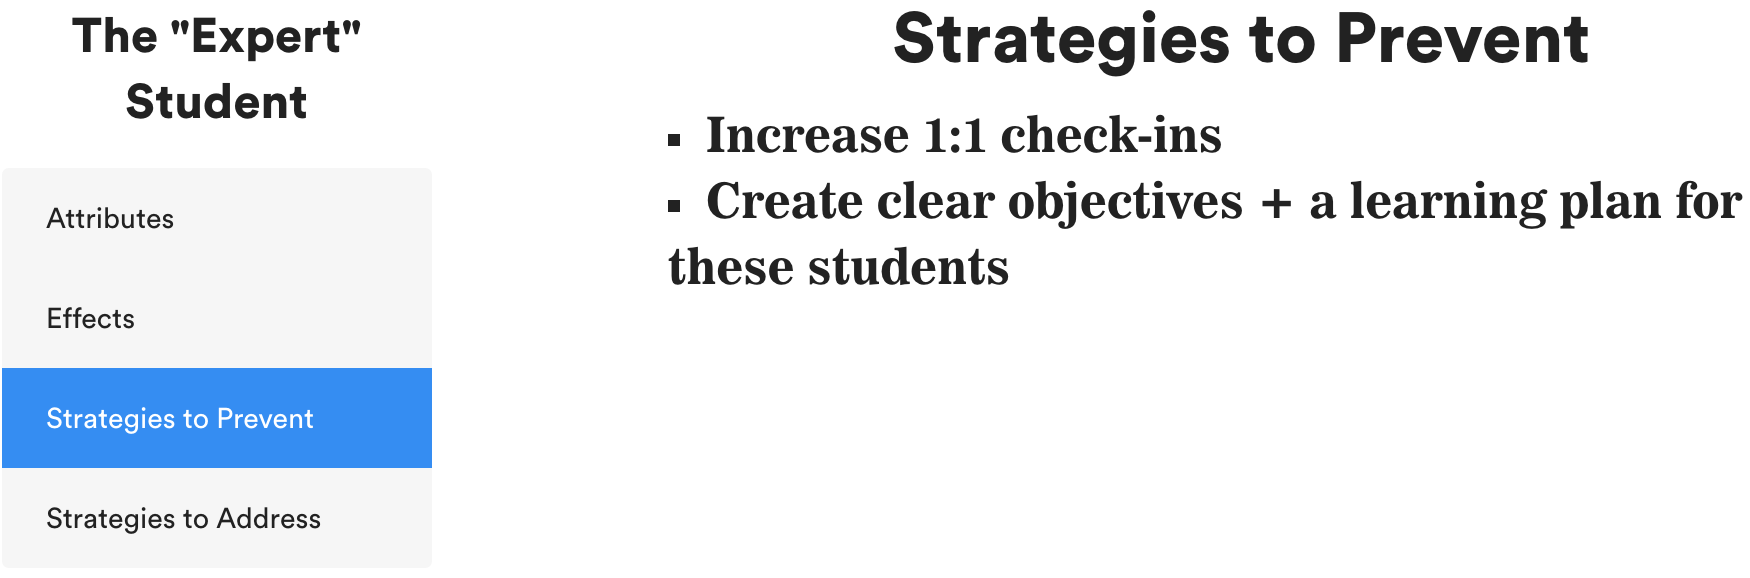 The "Expert"
Student
Attributes
Effects
Strategies to Prevent
Strategies to Address
Strategies to Prevent
▪ Increase 1:1 check-ins
▪ Create clear objectives + a learning plan for
these students